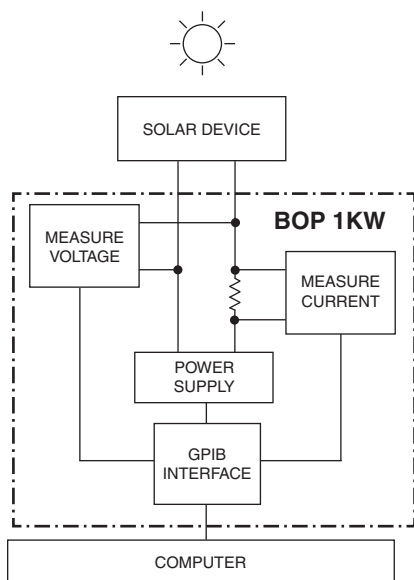 SOLAR DEVICE
BOP 1KW
MEASURE
VOLTAGE
MEASURE
CURRENT
POWER
SUPPLY
GPIB
INTERFACE
COMPUTER